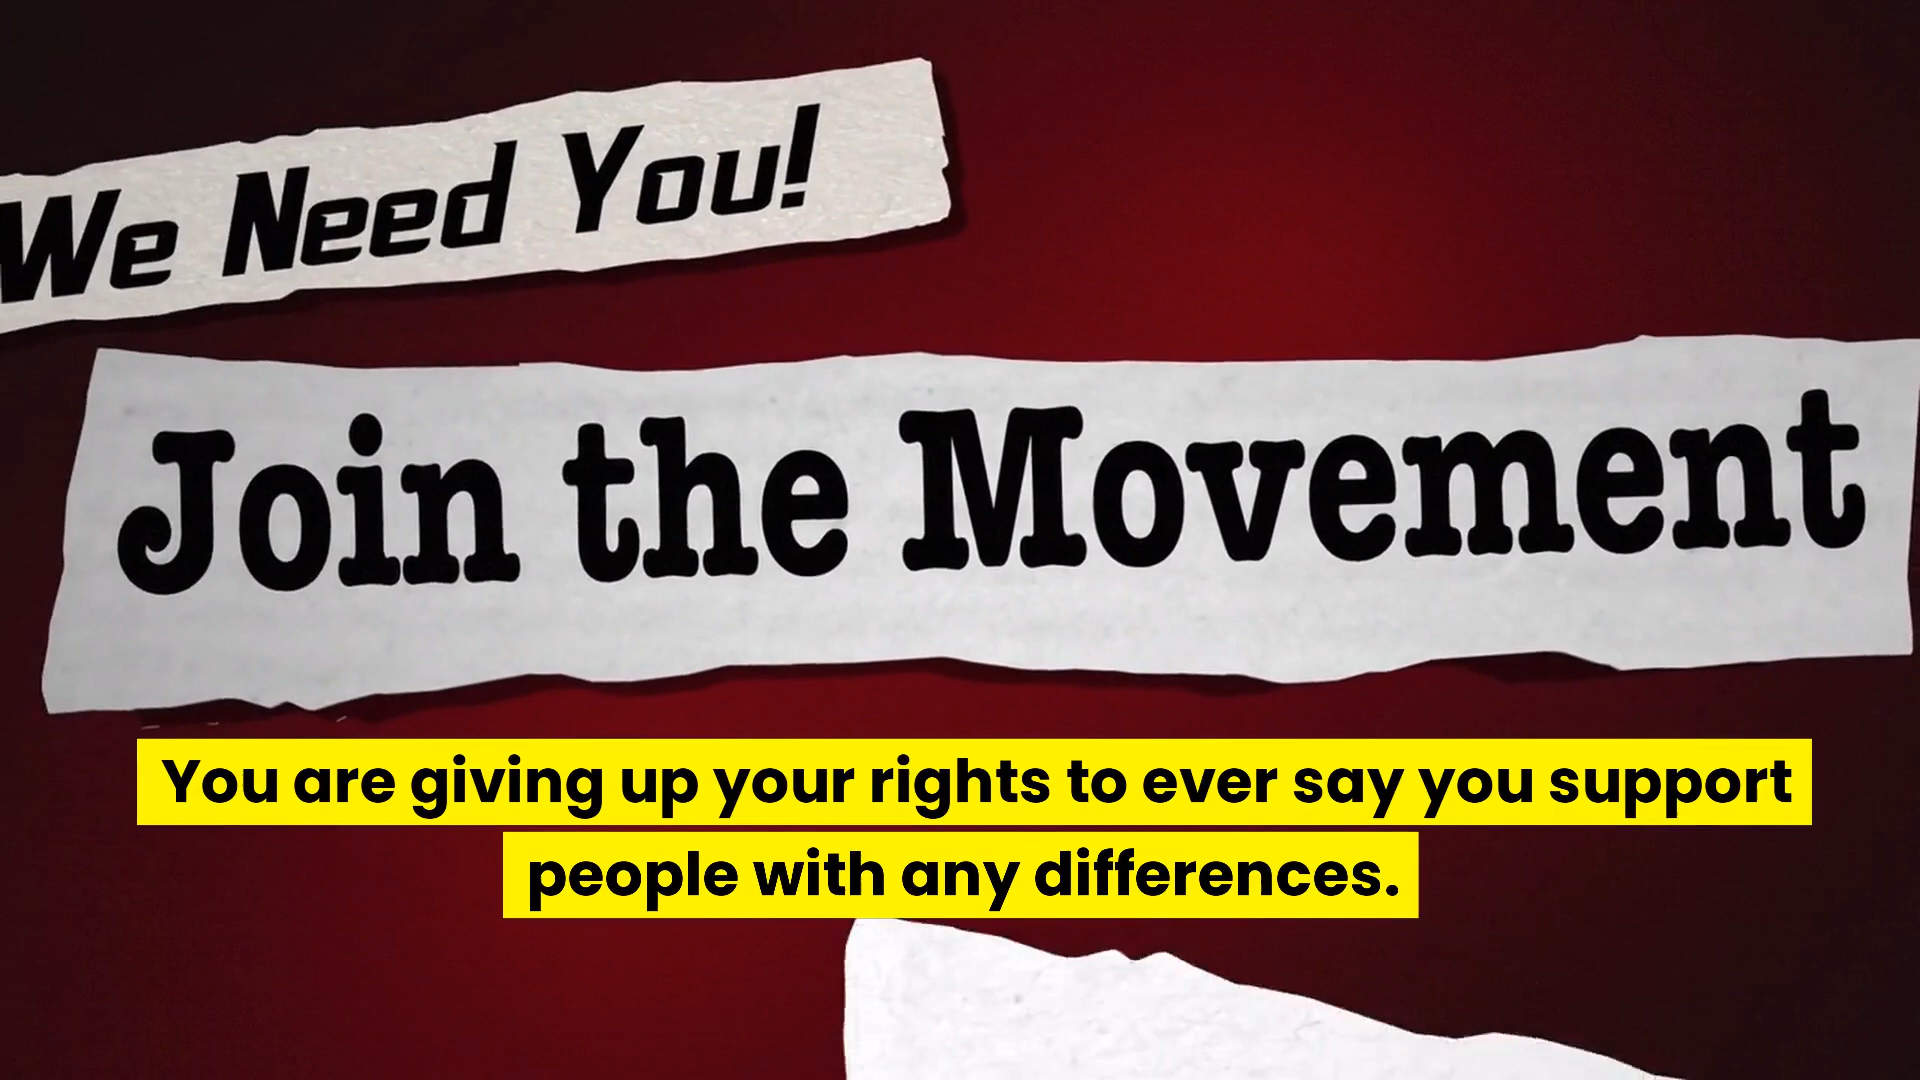 We Need You!
Join the Movement
You are giving up your rights to ever say you support
people with any differences.